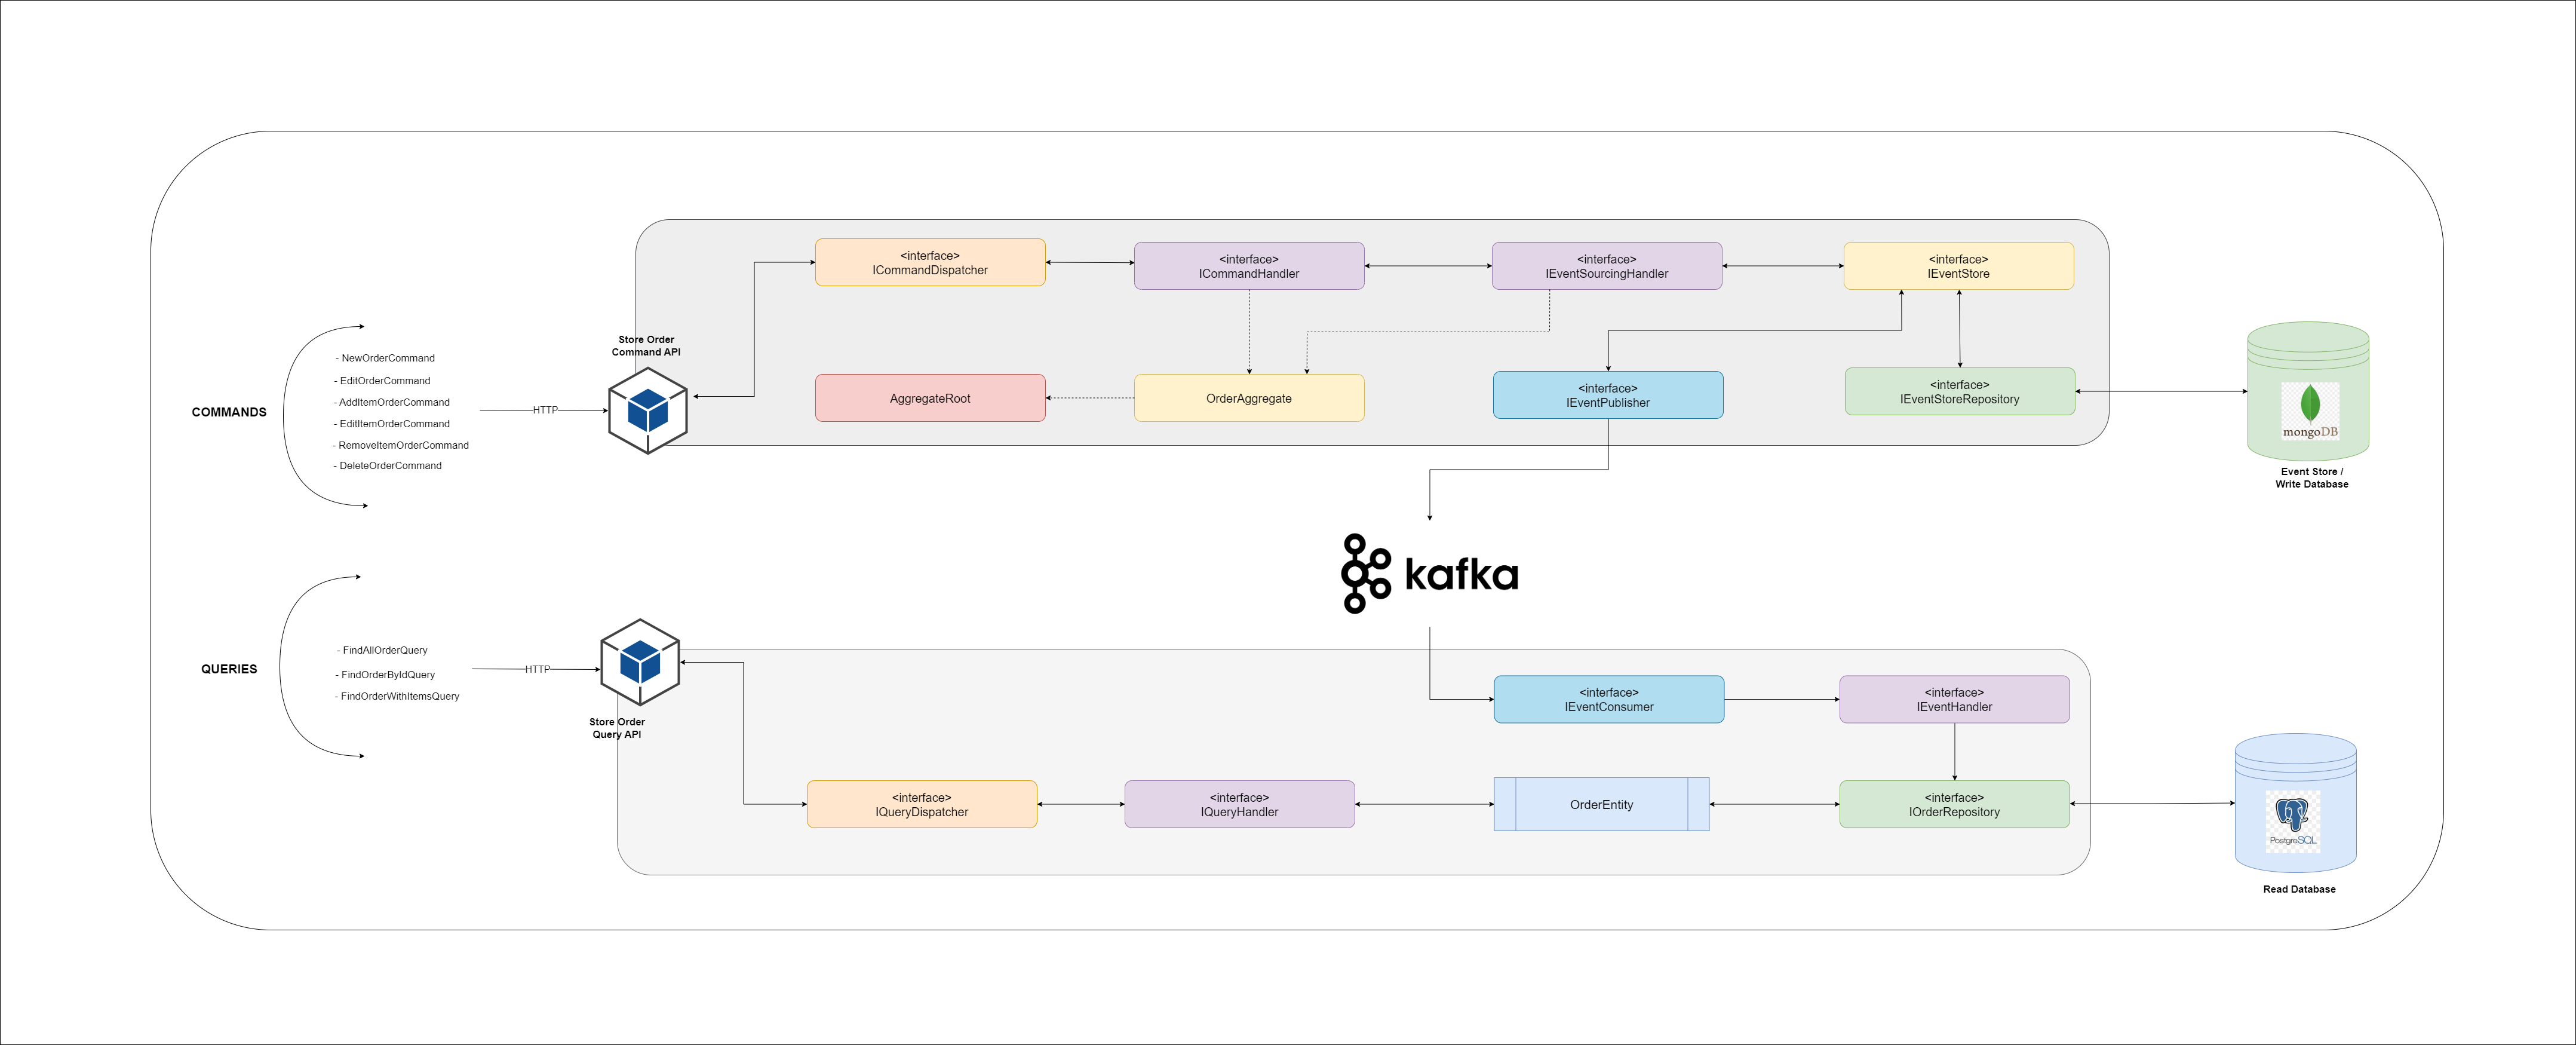 <interface>
ICommandDispatcher
<interface>
ICommandHandler
<interface>
IEventSourcingHandler
<interface>
IEventStore
Store Order
Command API
COMMANDS
- NewOrderCommand
- EditOrderCommand
- AddItemOrderCommand
- EditItemOrderCommand
- RemoveItemOrderCommand
- DeleteOrderCommand
HTTP
AggregateRoot
OrderAggregate
<interface>
IEventPublisher
<interface>
IEventStoreRepository
mongoDB
Event Store /
Write Database
kafka
QUERIES
- FindAllOrderQuery
- FindOrderByIdQuery
- FindOrderWithItemsQuery
HTTP
Store Order
Query API
<interface>
IEventConsumer
<interface>
IEventHandler
<interface>
IQueryDispatcher
<interface>
IQueryHandler
OrderEntity
<interface>
IOrderRepository
PostgreSQL
Read Database